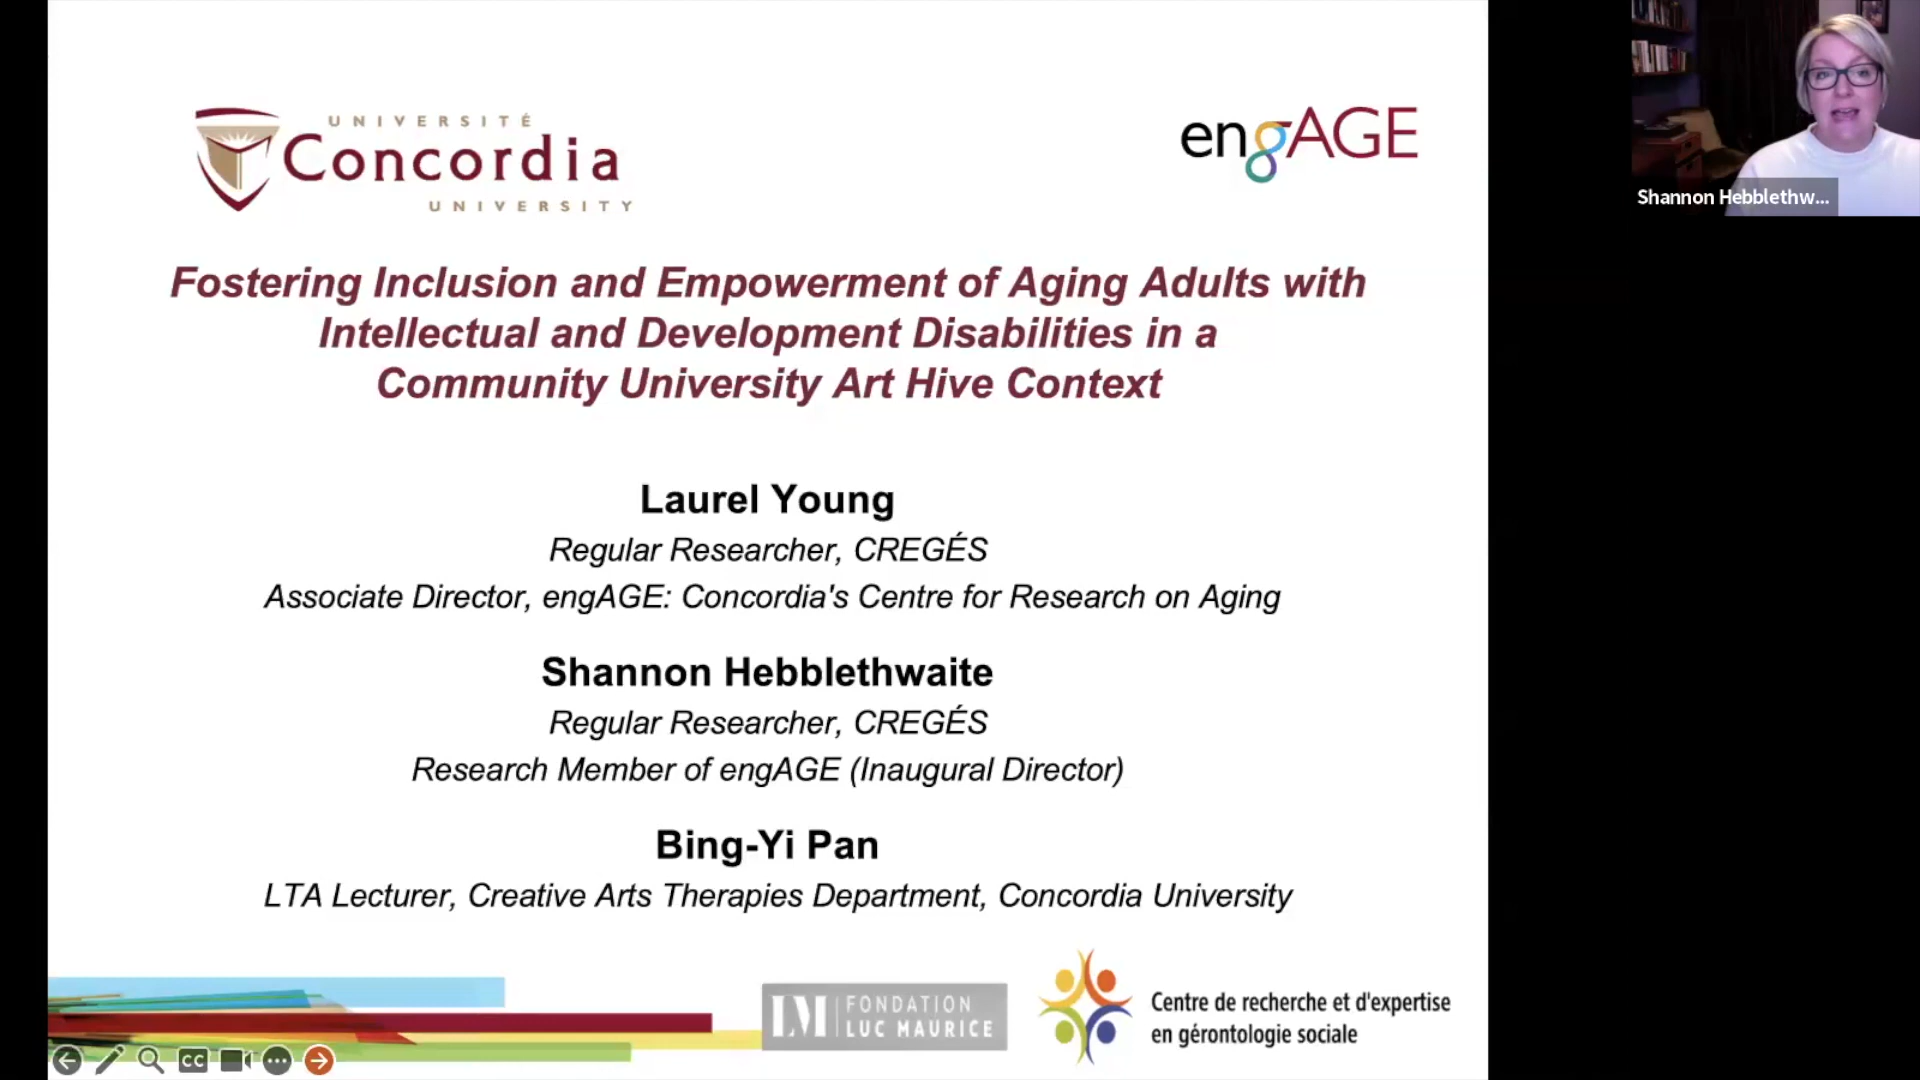 UNIVERSITÉ
Concordia
UNIVERSITY
engAGE
Shannon Hebblethw...
Fostering Inclusion and Empowerment of Aging Adults with
Intellectual and Development Disabilities in a
Community University Art Hive Context
Laurel Young
Regular Researcher, CREGÉS
Associate Director, engAGE: Concordia's Centre for Research on Aging
Shannon Hebblethwaite
Regular Researcher, CREGÉS
Research Member of engAGE (Inaugural Director)
Bing-Yi Pan
LTA Lecturer, Creative Arts Therapies Department, Concordia University
LM
FONDATION
LUC MAURICE
Centre de recherche et d'expertise
en gérontologie sociale
CC